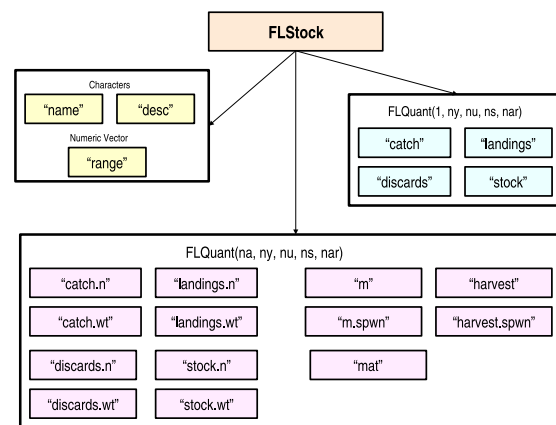 FLStock
Characters
“name” “desc”
Numeric Vector
“range”
FLQuant(1, ny, nu, ns, nar)
“catch” “landings”
“discards” “stock”
FLQuant(na, ny, nu, ns, nar)
“catch.n” “landings.n” “m” “harvest”
“catch.wt” “landings.wt” “m.spwn” “harvest.spwn”
“discards.n” “stock.n” “mat”
“discards.wt” “stock.wt”